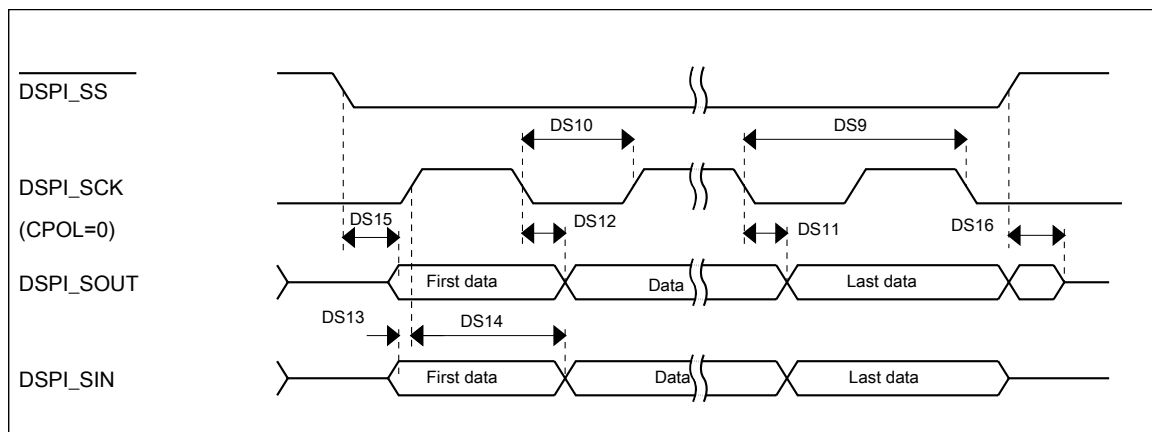 DSPI_SS
DS10
DS9
DSPI_SCK
(CPOL=0)
DS15
DS12
DS11
DS16
DSPI_SOUT
First data
Data
Last data
DS13
DS14
DSPI_SIN
First data
Data
Last data